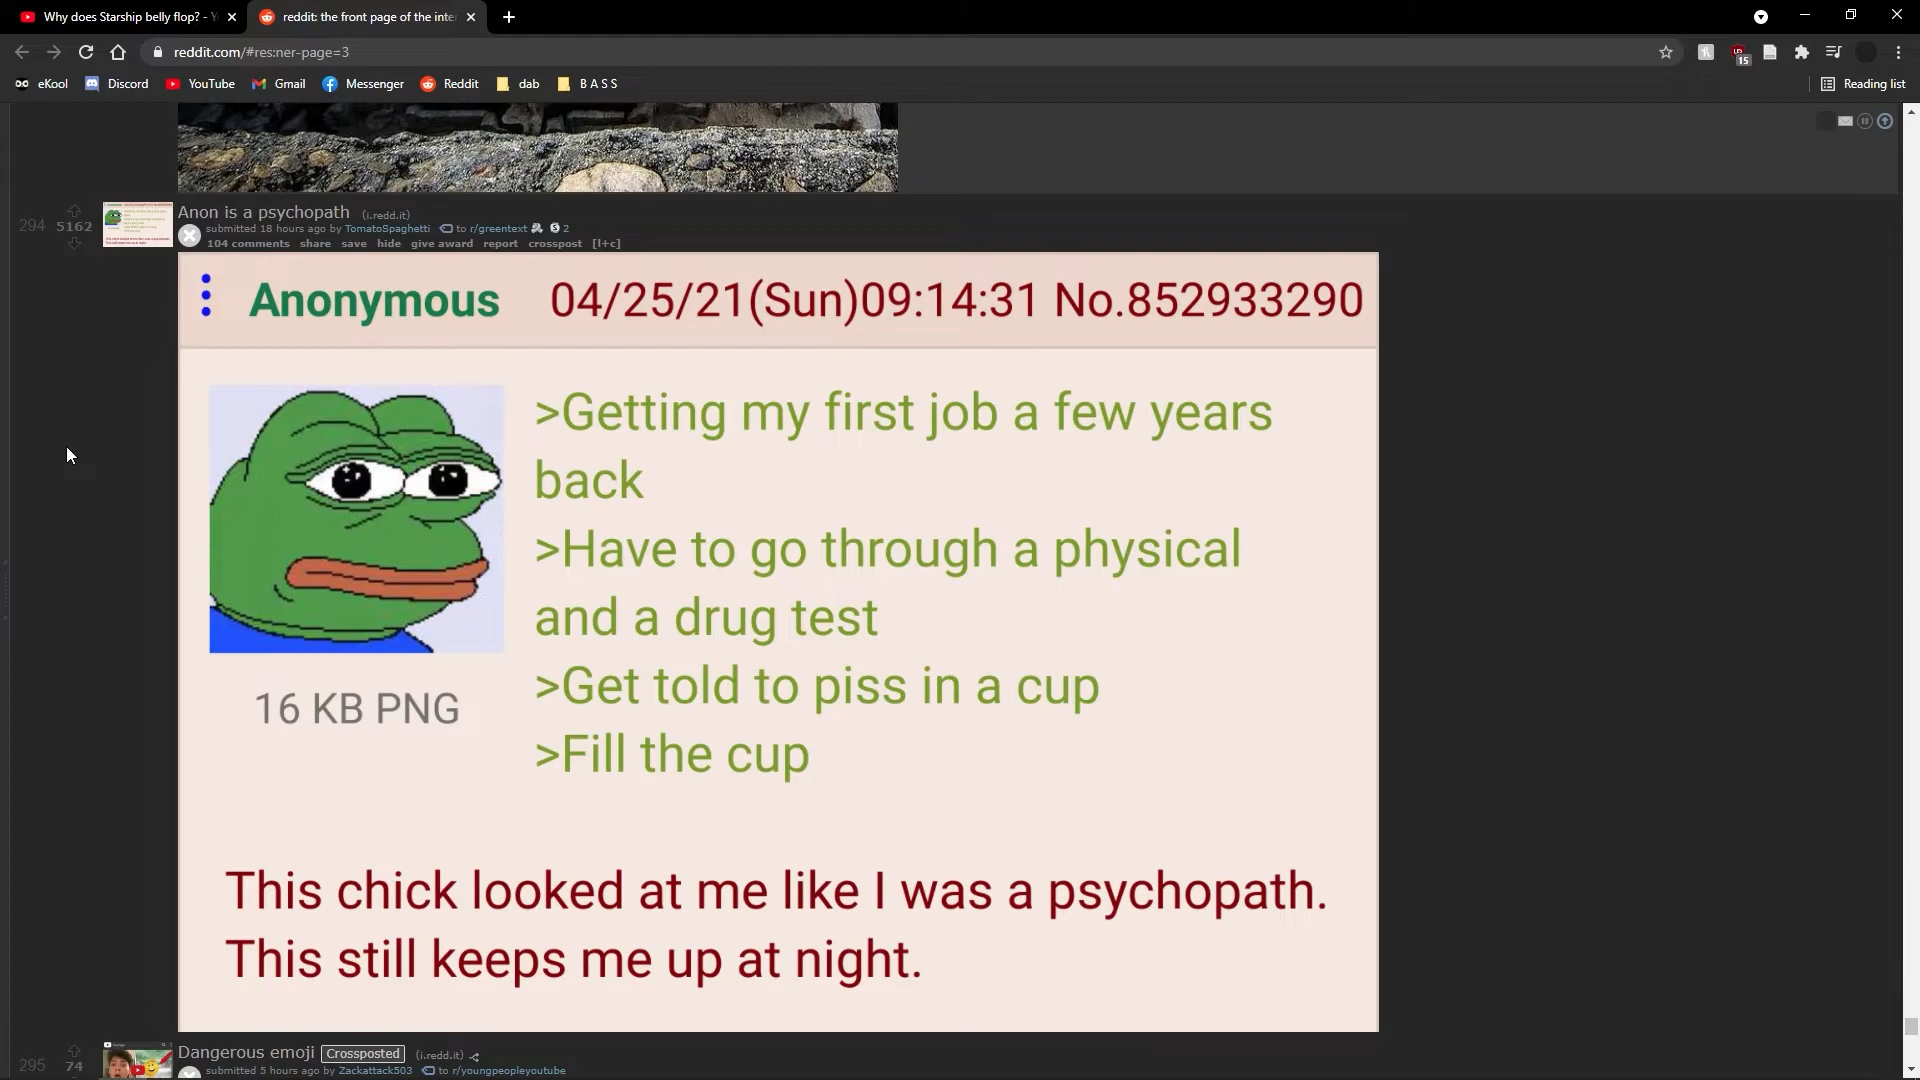 Why does Starship belly flop? - Y
reddit: the front page of the inter
reddit.com/#res:ner-page=3
15
eKool
Discord
YouTube
Gmail
Messenger
Reddit
dab
B A S S
Reading list
294
5162
Anon is a psychopath (i.redd.it)
submitted 18 hours ago by TomatoSpaghetti to r/greentext 2
104 comments share save hide give award report crosspost [l+c]
Anonymous 04/25/21(Sun)09:14:31 No.852933290
>Getting my first job a few years
back
>Have to go through a physical
and a drug test
>Get told to piss in a cup
>Fill the cup
16 KB PNG
This chick looked at me like I was a psychopath.
This still keeps me up at night.
295
74
Dangerous emoji Crossposted (i.redd.it)
submitted 5 hours ago by Zackattack503 to r/youngpeopleyoutube